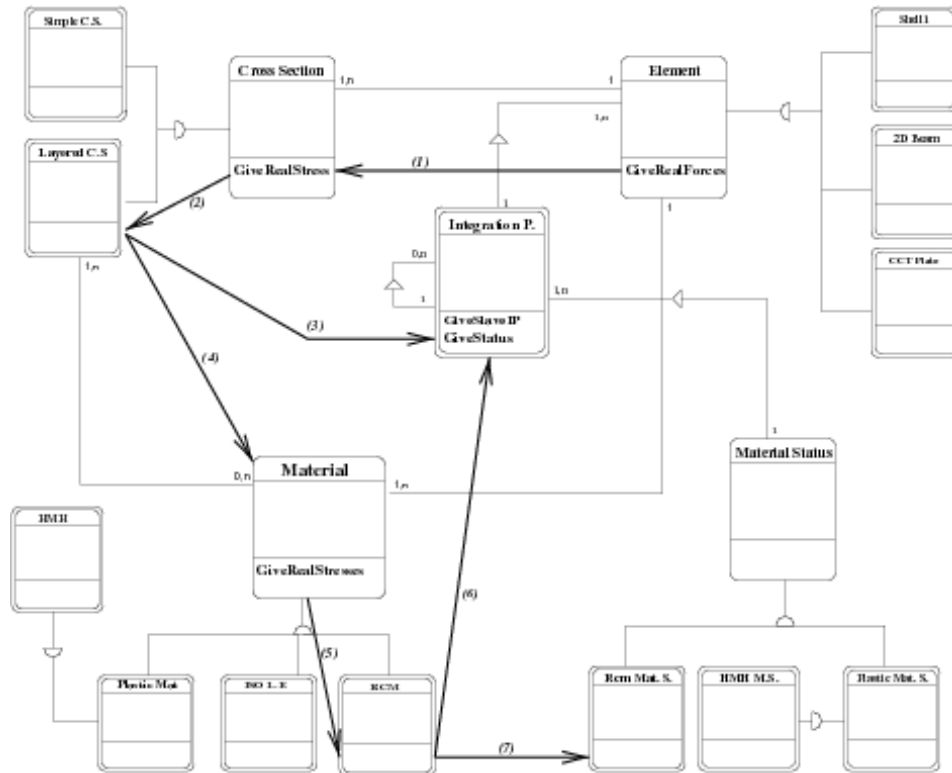 Simple C.S.
Shell1
Cross Section
Element
1,n
1
1,n
Layered C.S
2D Beam
GiveRealStress
(1)
GiveRealForces
(2)
1
1
Integration P.
1,n
0,n
CCT Plate
1,n
1
(3)
GiveSlaveIP
GiveStatus
(4)
1
Material
Material Status
0,n
1,n
HMH
GiveRealStresses
(6)
(5)
Plastic Mat
ISO L.E
RCM
Rcm Mat. S.
HMH M.S.
Plastic Mat. S.
(7)